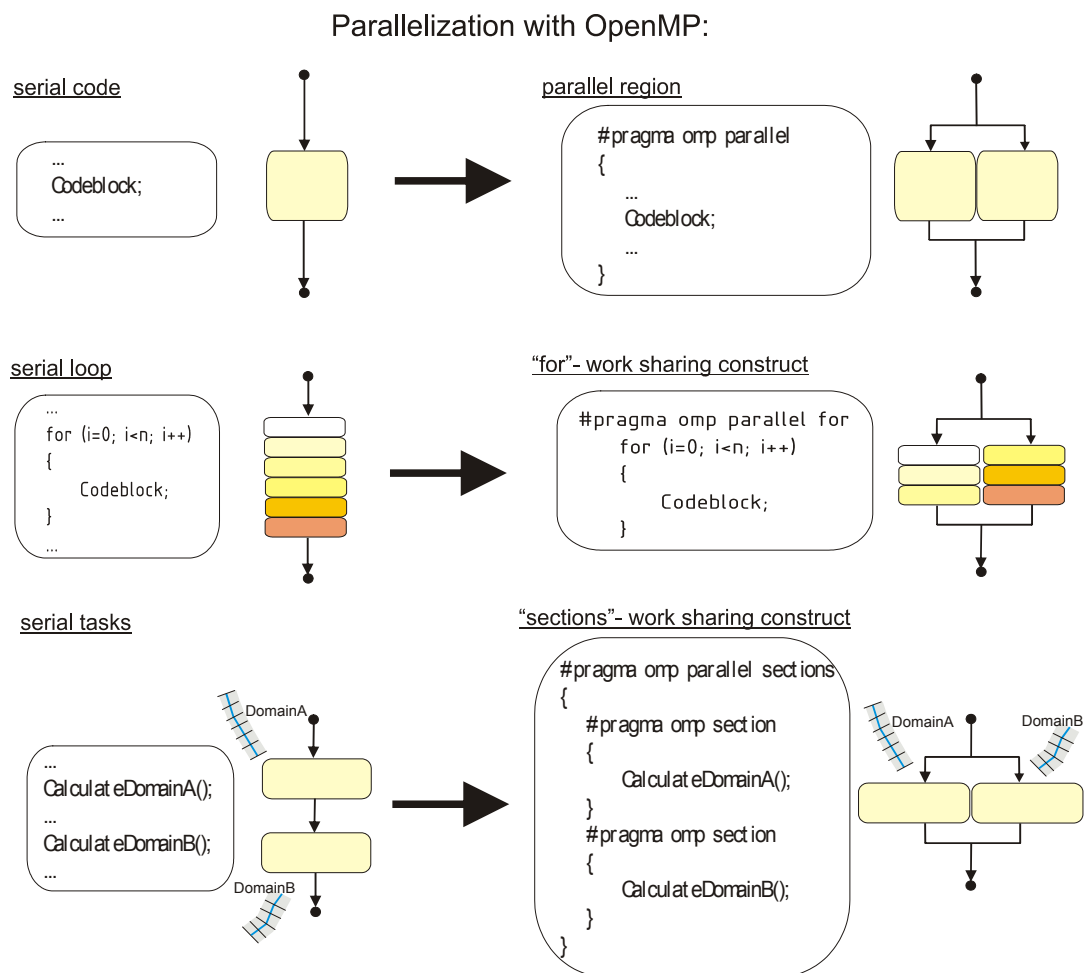 Parallelization with OpenMP:
serial code
...
Codeblock;
...
parallel region
#pragma omp parallel
{
...
Codeblock;
...
}
serial loop
...
for (i=0; i<n; i++)
{
Codeblock;
}
...
"for"- work sharing construct
#pragma omp parallel for
for (i=0; i<n; i++)
{
Codeblock;
}
serial tasks
DomainA
...
CalculateDomainA();
...
CalculateDomainB();
...
DomainB
"sections"- work sharing construct
#pragma omp parallel sections
{
#pragma omp section
{
CalculateDomainA();
}
#pragma omp section
{
CalculateDomainB();
}
}
DomainA
DomainB